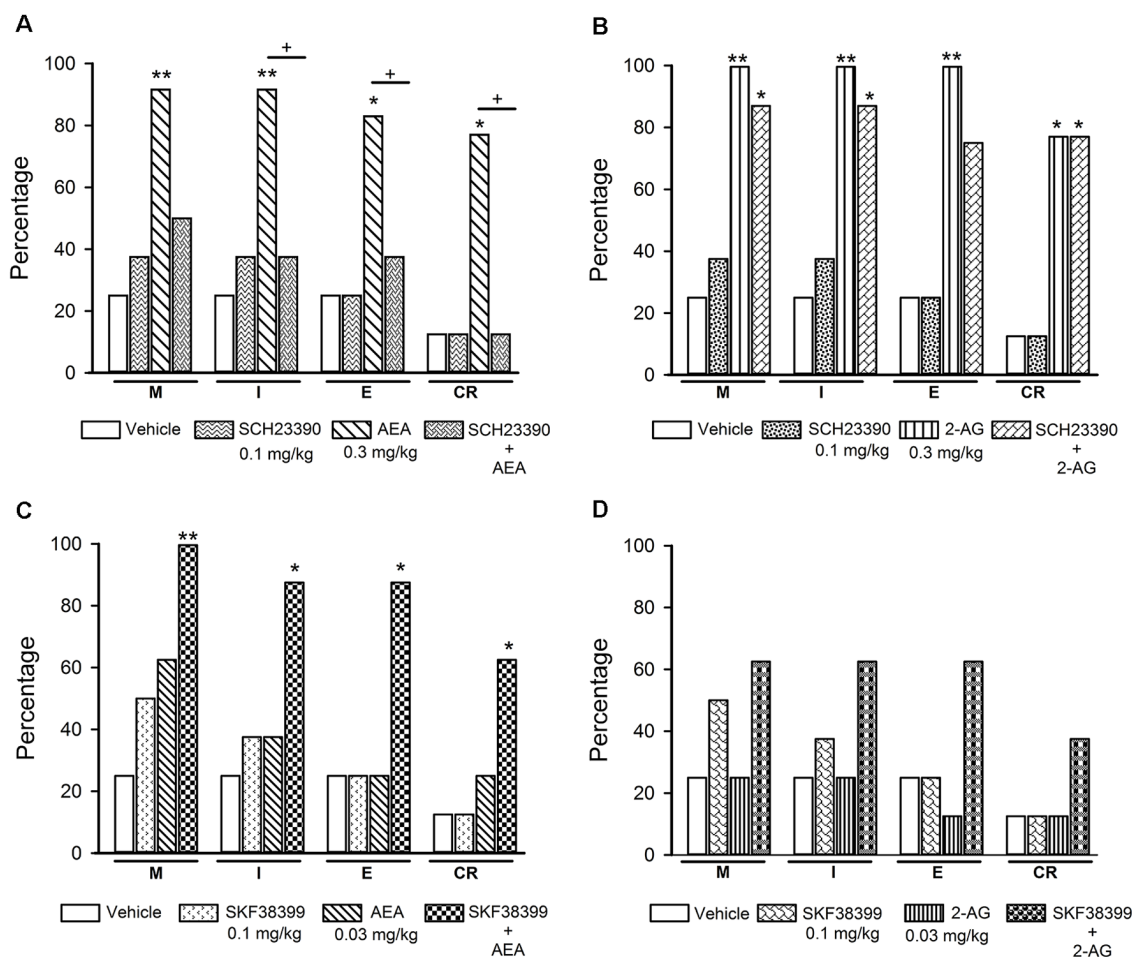 A
Percentage
100
80
60
40
20
0
** ** * *
+ + +
M I E CR
Vehicle SCH23390 AEA SCH23390
0.1 mg/kg 0.3 mg/kg +
AEA
B
Percentage
100
80
60
40
20
0
** * ** * ** * *
M I E CR
Vehicle SCH23390 2-AG SCH23390
0.1 mg/kg 0.3 mg/kg +
2-AG
C
Percentage
100
80
60
40
20
0
** * * *
M I E CR
Vehicle SKF38399 AEA SKF38399
0.1 mg/kg 0.03 mg/kg +
AEA
D
Percentage
100
80
60
40
20
0
M I E CR
Vehicle SKF38399 2-AG SKF38399
0.1 mg/kg 0.03 mg/kg +
2-AG